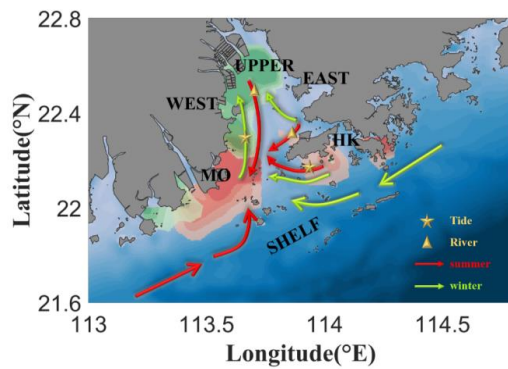 22.8
22.4
22
21.6
Latitude(°N)
113
113.5
114
114.5
Longitude(°E)
UPPER
EAST
WEST
HK
MO
SHELF
Tide
River
summer
winter